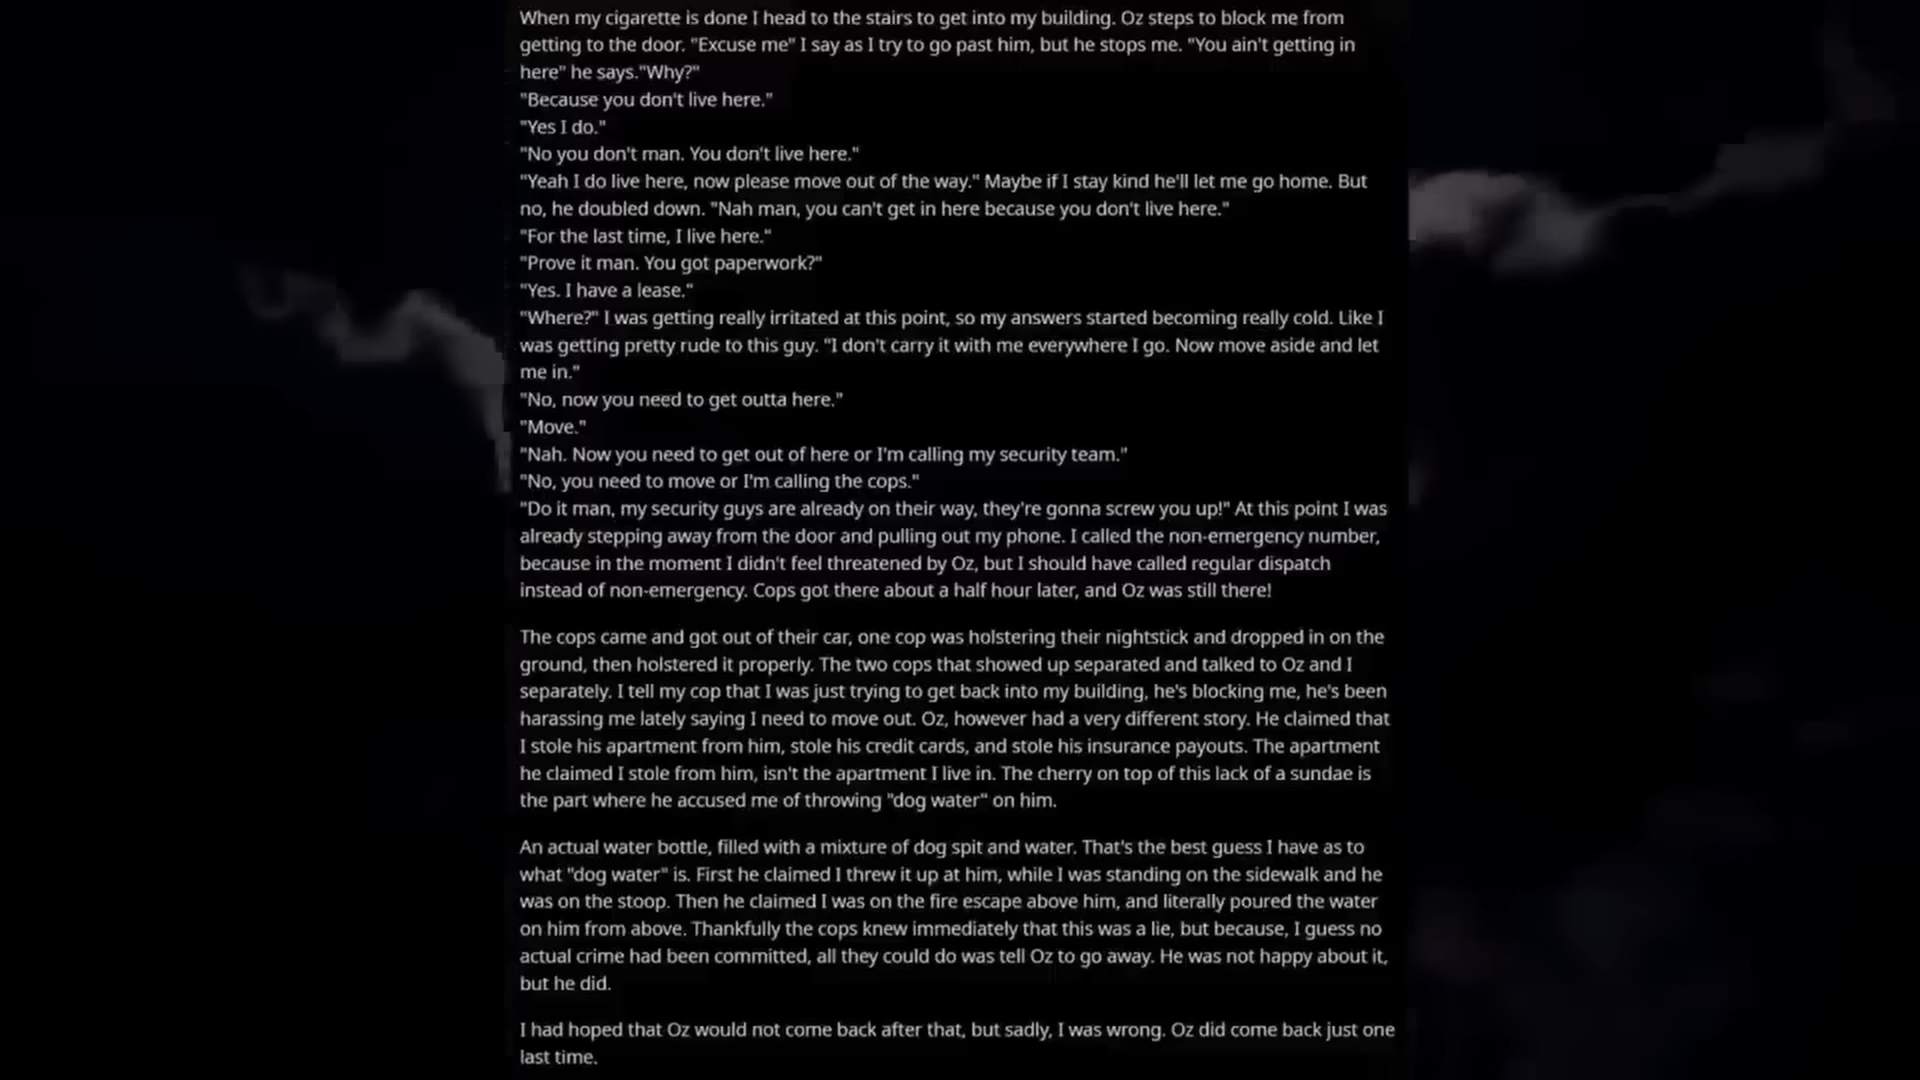 When my cigarette is done I head to the stairs to get into my building. Oz steps to block me from
getting to the door. "Excuse me" I say as I try to go past him, but he stops me. "You ain't getting in
here" he says."Why?"
"Because you don't live here."
"Yes I do."
"No you don't man. You don't live here."
"Yeah I do live here, now please move out of the way." Maybe if I stay kind he'll let me go home. But
no, he doubled down. "Nah man, you can't get in here because you don't live here."
"For the last time, I live here."
"Prove it man. You got paperwork?"
"Yes. I have a lease."
"Where?" I was getting really irritated at this point, so my answers started becoming really cold. Like I
was getting pretty rude to this guy. "I don't carry it with me everywhere I go. Now move aside and let
me in."
"No, now you need to get outta here."
"Move."
"Nah. Now you need to get out of here or I'm calling my security team."
"No, you need to move or I'm calling the cops."
"Do it man, my security guys are already on their way, they're gonna screw you up!" At this point I was
already stepping away from the door and pulling out my phone. I called the non-emergency number,
because in the moment I didn't feel threatened by Oz, but I should have called regular dispatch
instead of non-emergency. Cops got there about a half hour later, and Oz was still there!
The cops came and got out of their car, one cop was holstering their nightstick and dropped in on the
ground, then holstered it properly. The two cops that showed up separated and talked to Oz and I
separately. I tell my cop that I was just trying to get back into my building, he's blocking me, he's been
harassing me lately saying I need to move out. Oz, however had a very different story. He claimed that
I stole his apartment from him, stole his credit cards, and stole his insurance payouts. The apartment
he claimed I stole from him, isn't the apartment I live in. The cherry on top of this lack of a sundae is
the part where he accused me of throwing "dog water" on him.
An actual water bottle, filled with a mixture of dog spit and water. That's the best guess I have as to
what "dog water" is. First he claimed I threw it up at him, while I was standing on the sidewalk and he
was on the stoop. Then he claimed I was on the fire escape above him, and literally poured the water
on him from above. Thankfully the cops knew immediately that this was a lie, but because, I guess no
actual crime had been committed, all they could do was tell Oz to go away. He was not happy about it,
but he did.
I had hoped that Oz would not come back after that, but sadly, I was wrong. Oz did come back just one
last time.